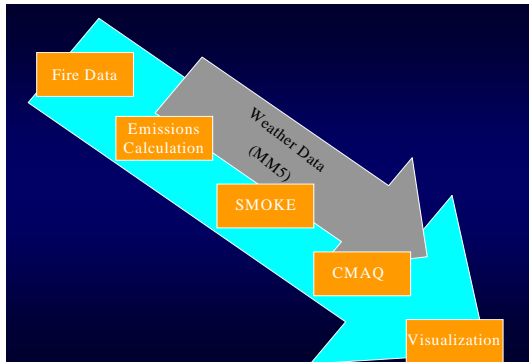 Fire Data
Emissions
Calculation
Weather Data
(MM5)
SMOKE
CMAQ
Visualization